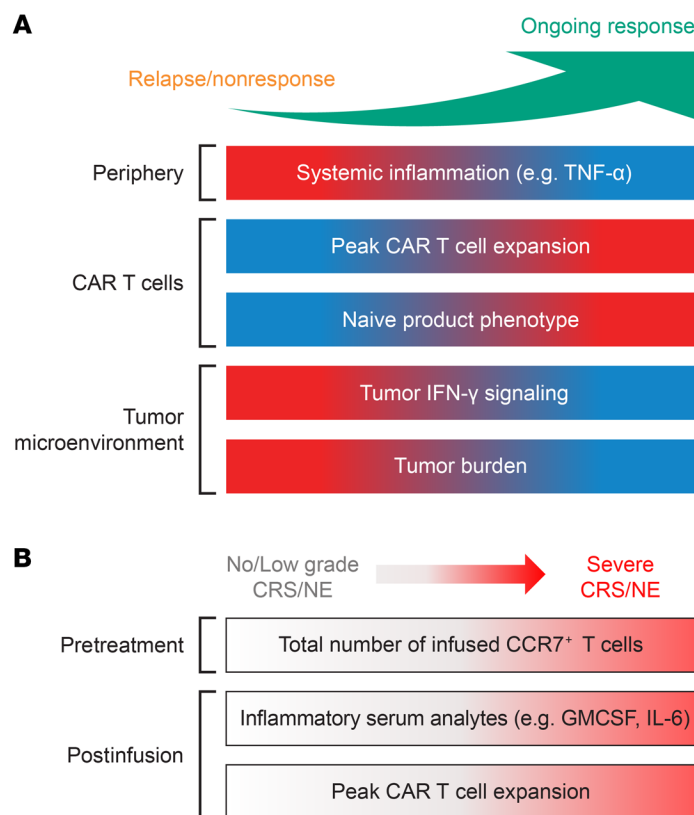 A
Ongoing response
Relapse/nonresponse
Periphery
Systemic inflammation (e.g. TNF-α)
CAR T cells
Peak CAR T cell expansion
Naive product phenotype
Tumor
microenvironment
Tumor IFN-γ signaling
Tumor burden
B
No/Low grade
CRS/NE
Severe
CRS/NE
Pretreatment
Total number of infused CCR7⁺ T cells
Postinfusion
Inflammatory serum analytes (e.g. GMCSF, IL-6)
Peak CAR T cell expansion